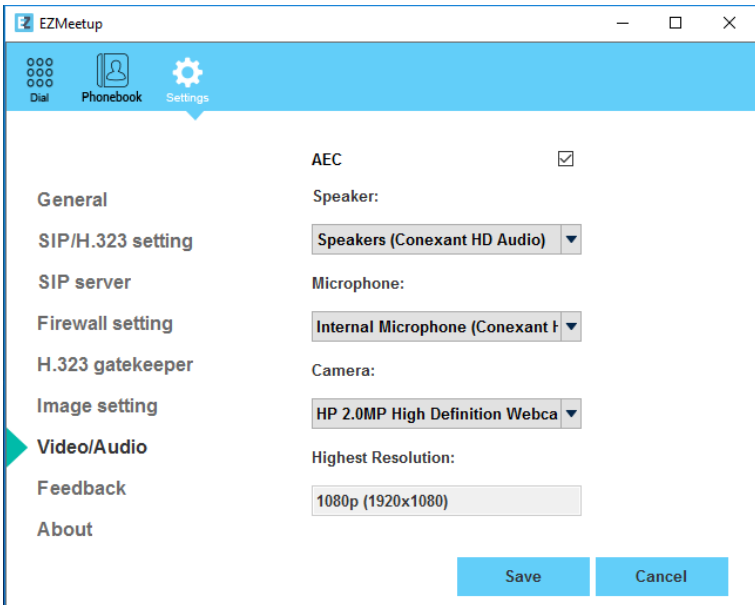 EZMeetup
Dial
Phonebook
Settings
General
SIP/H.323 setting
SIP server
Firewall setting
H.323 gatekeeper
Image setting
Video/Audio
Feedback
About
AEC
Speaker:
Speakers (Conexant HD Audio)
Microphone:
Internal Microphone (Conexant H
Camera:
HP 2.0MP High Definition Webca
Highest Resolution:
1080p (1920x1080)
Save
Cancel